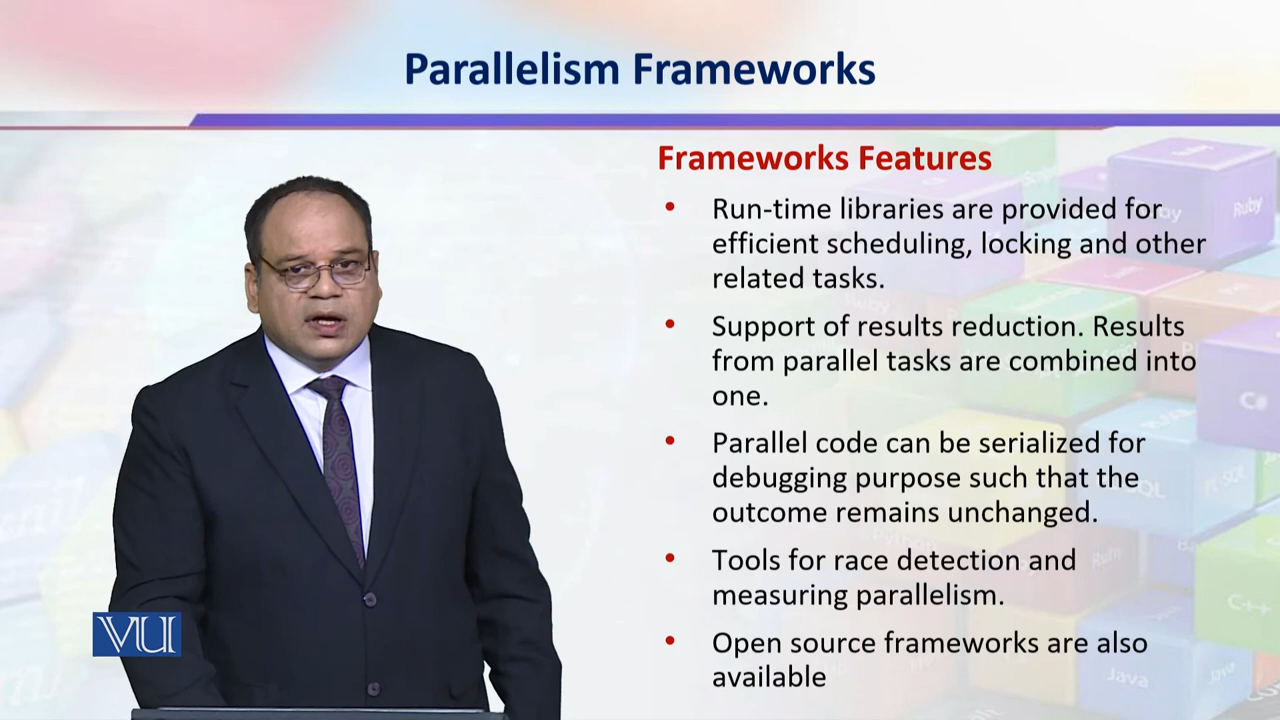 Parallelism Frameworks
Frameworks Features
• Run-time libraries are provided for
efficient scheduling, locking and other
related tasks.
• Support of results reduction. Results
from parallel tasks are combined into
one.
• Parallel code can be serialized for
debugging purpose such that the
outcome remains unchanged.
• Tools for race detection and
measuring parallelism.
• Open source frameworks are also
available
VU
Ruby
C#
C++
Java